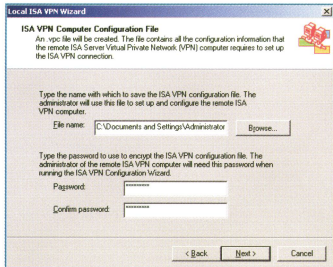 Local ISA VPN Wizard
ISA VPN Computer Configuration File
An .vpc file will be created. The file contains all the configuration information that
the remote ISA Server Virtual Private Network (VPN) computer requires to set up
the ISA VPN connection.
Type the name with which to save the ISA VPN configuration file. The
administrator will use this file to set up and configure the remote ISA
VPN computer.
File name: C:\Documents and Settings\Administrator Browse...
Type the password to use to encrypt the ISA VPN configuration file. The
administrator of the remote ISA VPN computer will need this password when
running the ISA VPN Configuration Wizard.
Password: *********
Confirm password: *********
< Back Next > Cancel